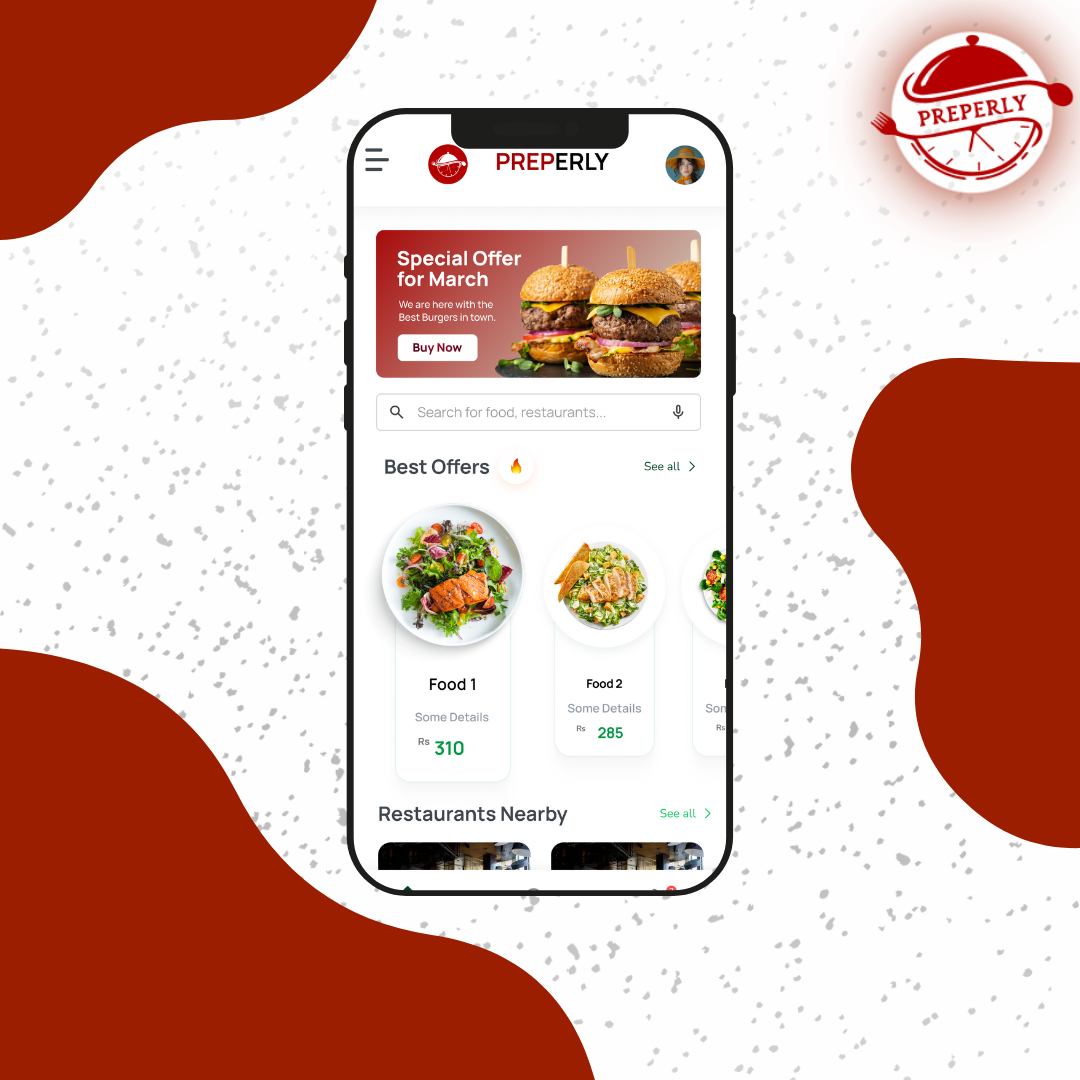 PREPERLY
PREPERLY
Special Offer
for March
We are here with the
Best Burgers in town.
Buy Now
Search for food, restaurants...
Best Offers
See all
Food 1
Some Details
Rs 310
Food 2
Some Details
Rs 285
Som
Rs
Restaurants Nearby
See all